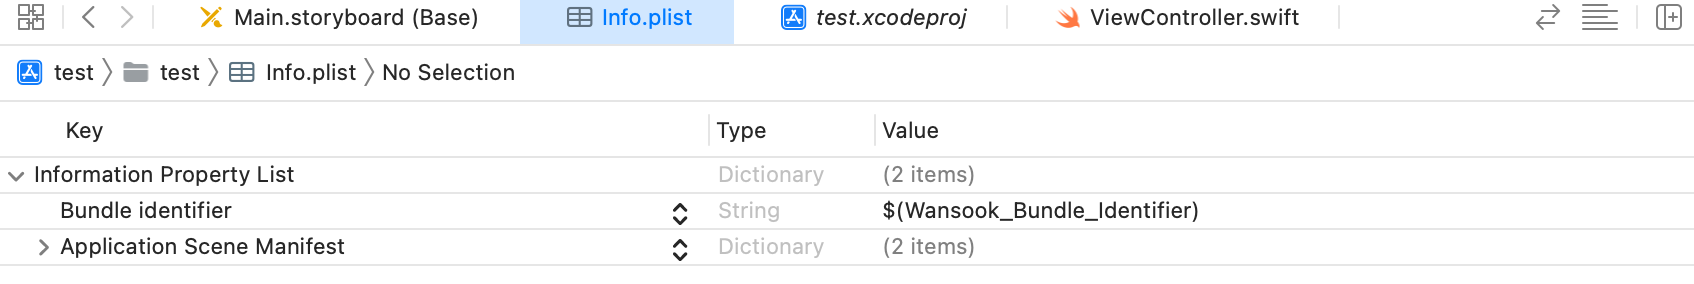 Main.storyboard (Base) Info.plist test.xcodeproj ViewController.swift
test test Info.plist No Selection
Key Type Value
Information Property List Dictionary (2 items)
Bundle identifier String $(Wansook_Bundle_Identifier)
Application Scene Manifest Dictionary (2 items)